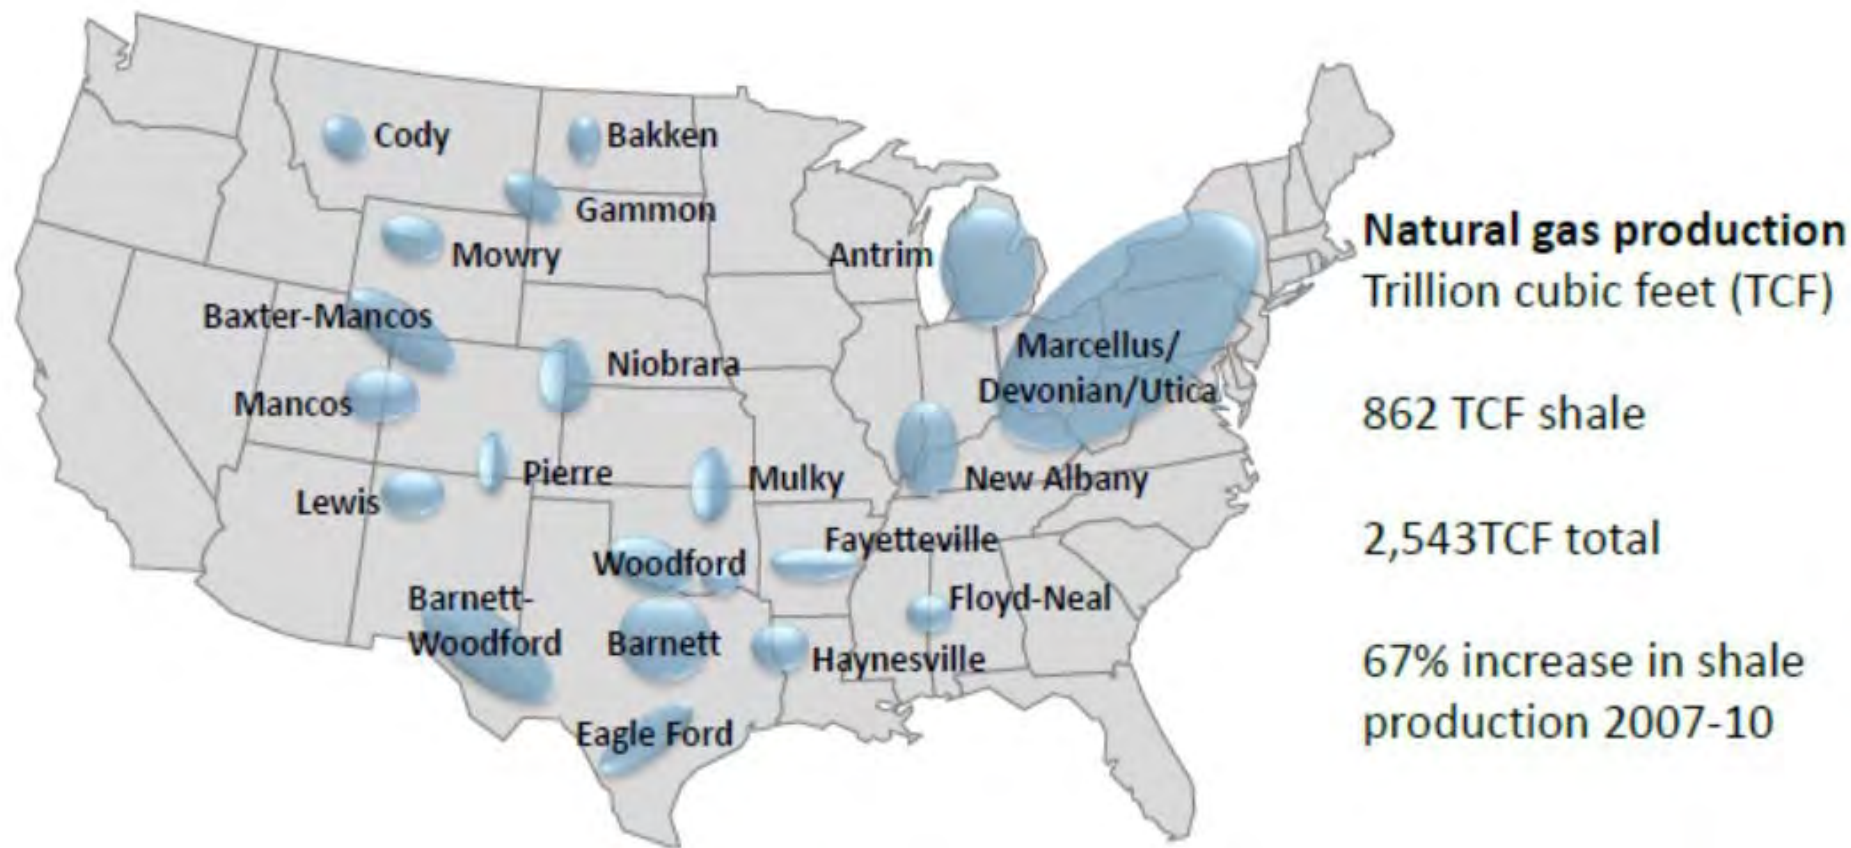 Cody
Bakken
Gammon
Mowry
Antrim
Baxter-Mancos
Niobrara
Mancos
Marcellus/
Devonian/Utica
Pierre
Mulky
New Albany
Lewis
Fayetteville
Woodford
Barnett-
Woodford
Barnett
Floyd-Neal
Haynesville
Eagle Ford
Natural gas production
Trillion cubic feet (TCF)
862 TCF shale
2,543TCF total
67% increase in shale
production 2007-10